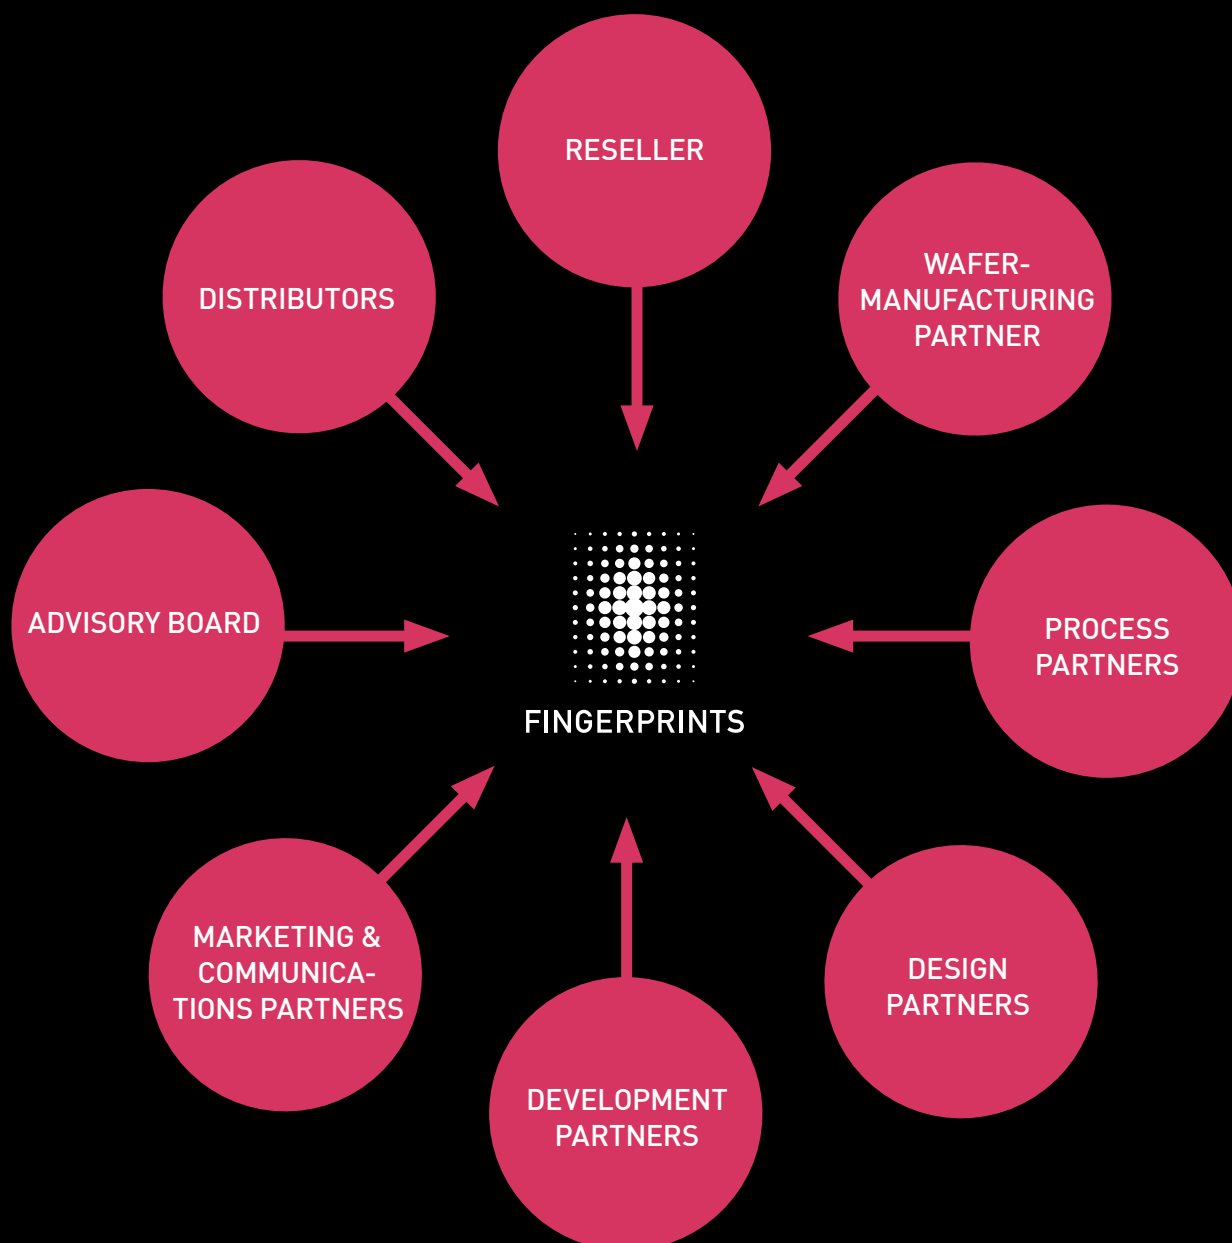 RESELLER
WAFER-
MANUFACTURING
PARTNER
DISTRIBUTORS
ADVISORY BOARD
PROCESS
PARTNERS
FINGERPRINTS
MARKETING &
COMMUNICA-
TIONS PARTNERS
DESIGN
PARTNERS
DEVELOPMENT
PARTNERS